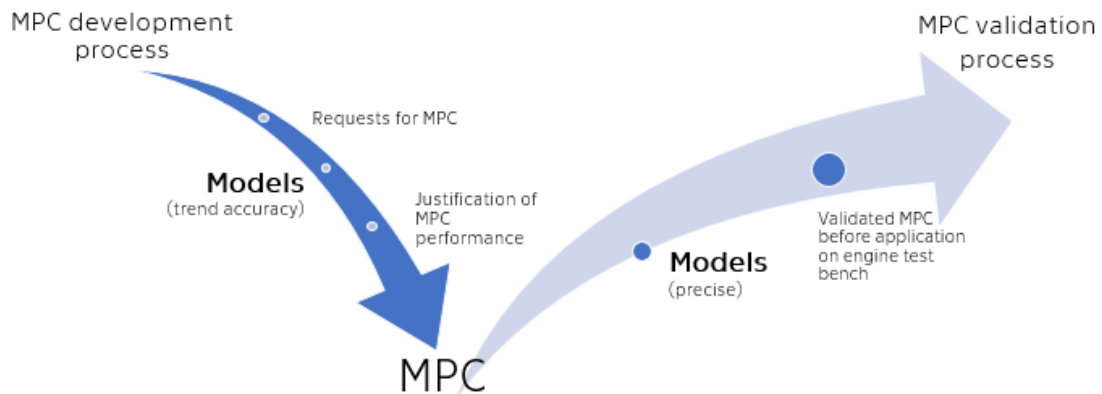 MPC development
process
Requests for MPC
Models
(trend accuracy)
Justification of
MPC
performance
MPC
Models
(precise)
Validated MPC
before application
on engine test
bench
MPC validation
process